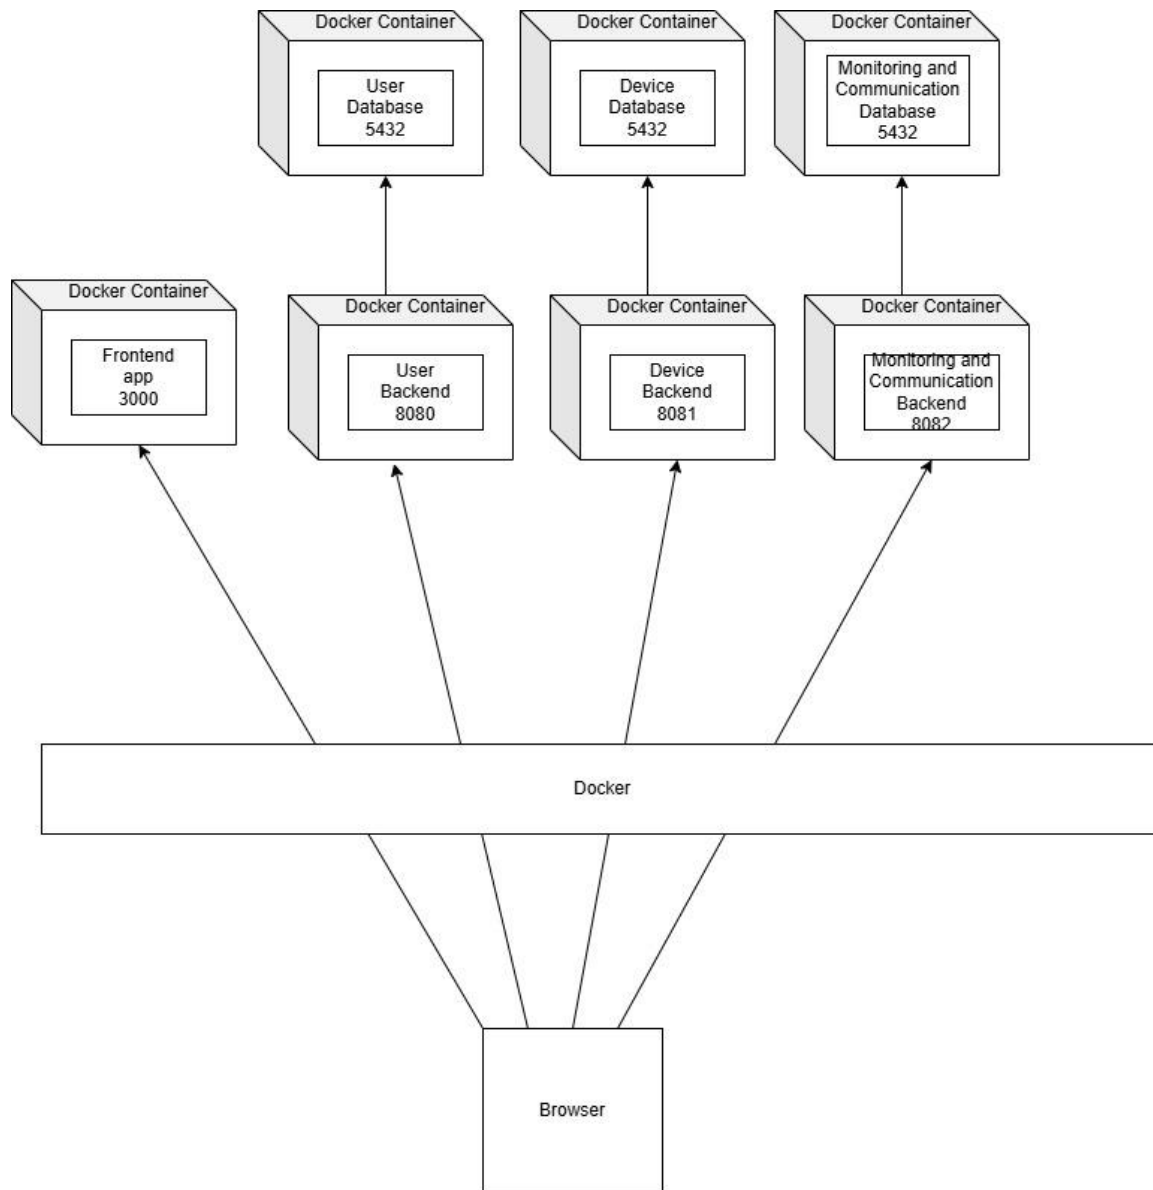 Docker Container
User
Database
5432
Docker Container
Device
Database
5432
Docker Container
Monitoring and
Communication
Database
5432
Docker Container
Frontend
app
3000
Docker Container
User
Backend
8080
Docker Container
Device
Backend
8081
Docker Container
Monitoring and
Communication
Backend
8082
Docker
Browser